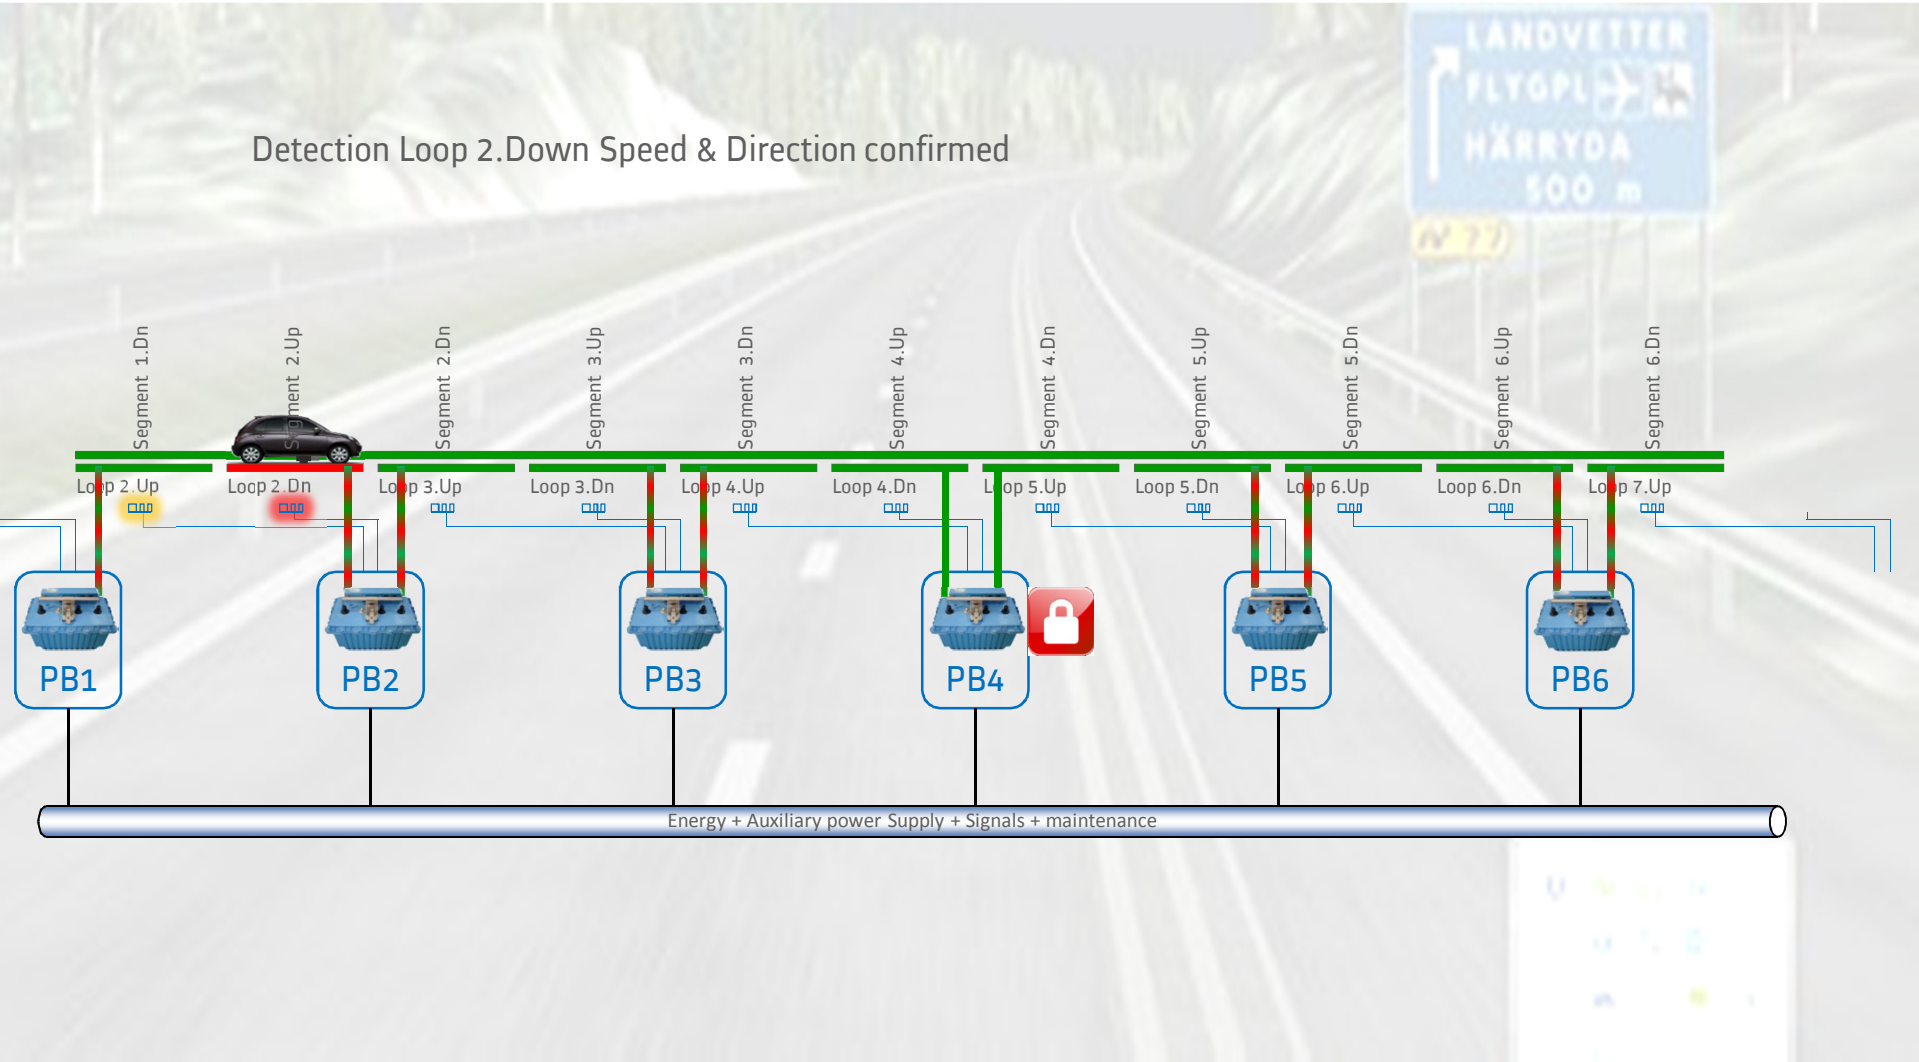 LANDVETTER
FLYGPL
HÄRRYDA
500 m
Detection Loop 2.Down Speed & Direction confirmed
Segment 1.Dn
Segment 2.Up
Segment 2.Dn
Segment 3.Up
Segment 3.Dn
Segment 4.Up
Segment 4.Dn
Segment 5.Up
Segment 5.Dn
Segment 6.Up
Segment 6.Dn
Loop 2.Up
Loop 2.Dn
Loop 3.Up
Loop 3.Dn
Loop 4.Up
Loop 4.Dn
Loop 5.Up
Loop 5.Dn
Loop 6.Up
Loop 6.Dn
Loop 7.Up
PB1
PB2
PB3
PB4
PB5
PB6
Energy + Auxiliary power Supply + Signals + maintenance